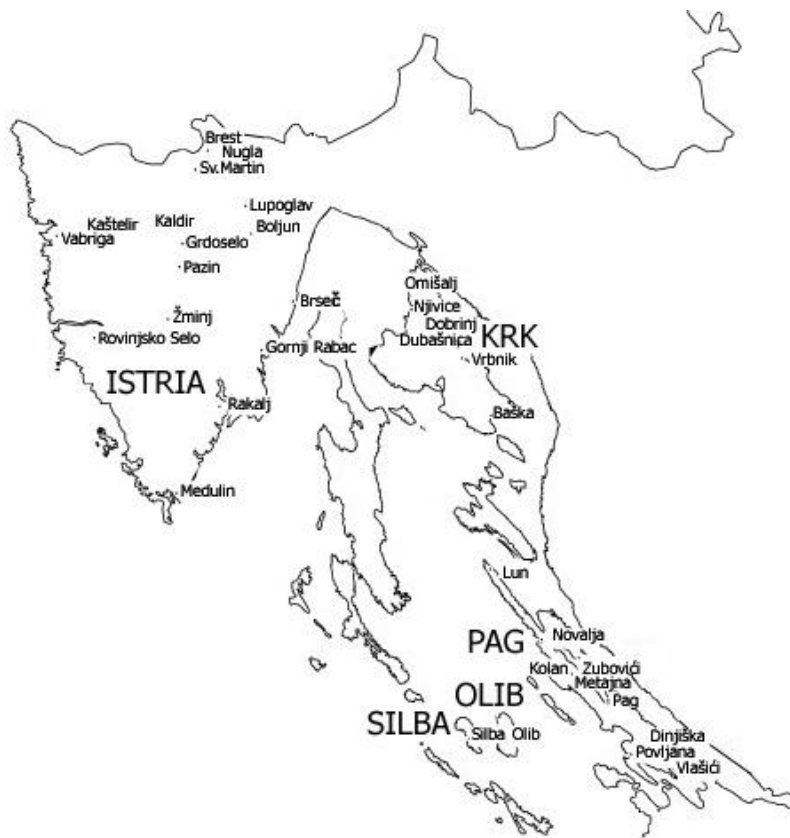 Brest
Nugla
Sv. Martin
Lupoglav
Kaštelir
Kaldir
Boljun
Vabriga
Grdoselo
Pazin
Omišalj
Brseč
Njivice
Žminj
Dobrinj
KRK
Rovinjsko Selo
Dubašnica
Gornji Rabac
Vrbnik
ISTRIA
Rakalj
Baška
Medulin
Lun
PAG
Novalja
Kolan
Zubovići
Metajna
OLIB
Pag
SILBA
Silba
Olib
Dinjiška
Povljana
Vlašići